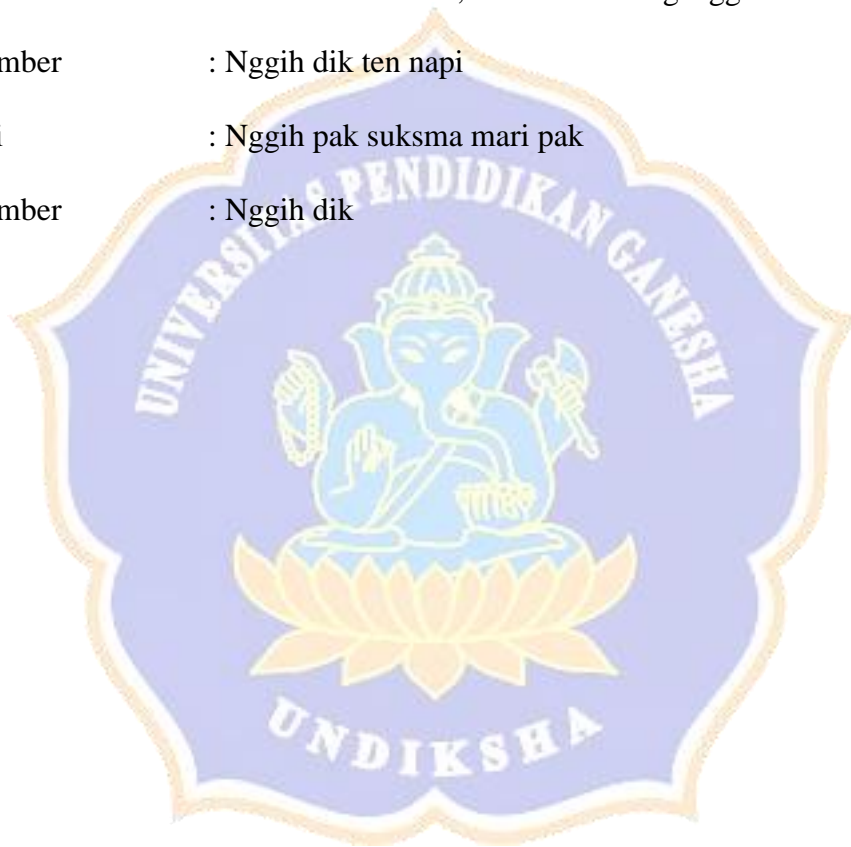 mber : Nggih dik ten napi
i : Nggih pak suksma mari pak
mber : Nggih dik
UNIVERSITAS PENDIDIKAN GANESHA
UNDIKSHA